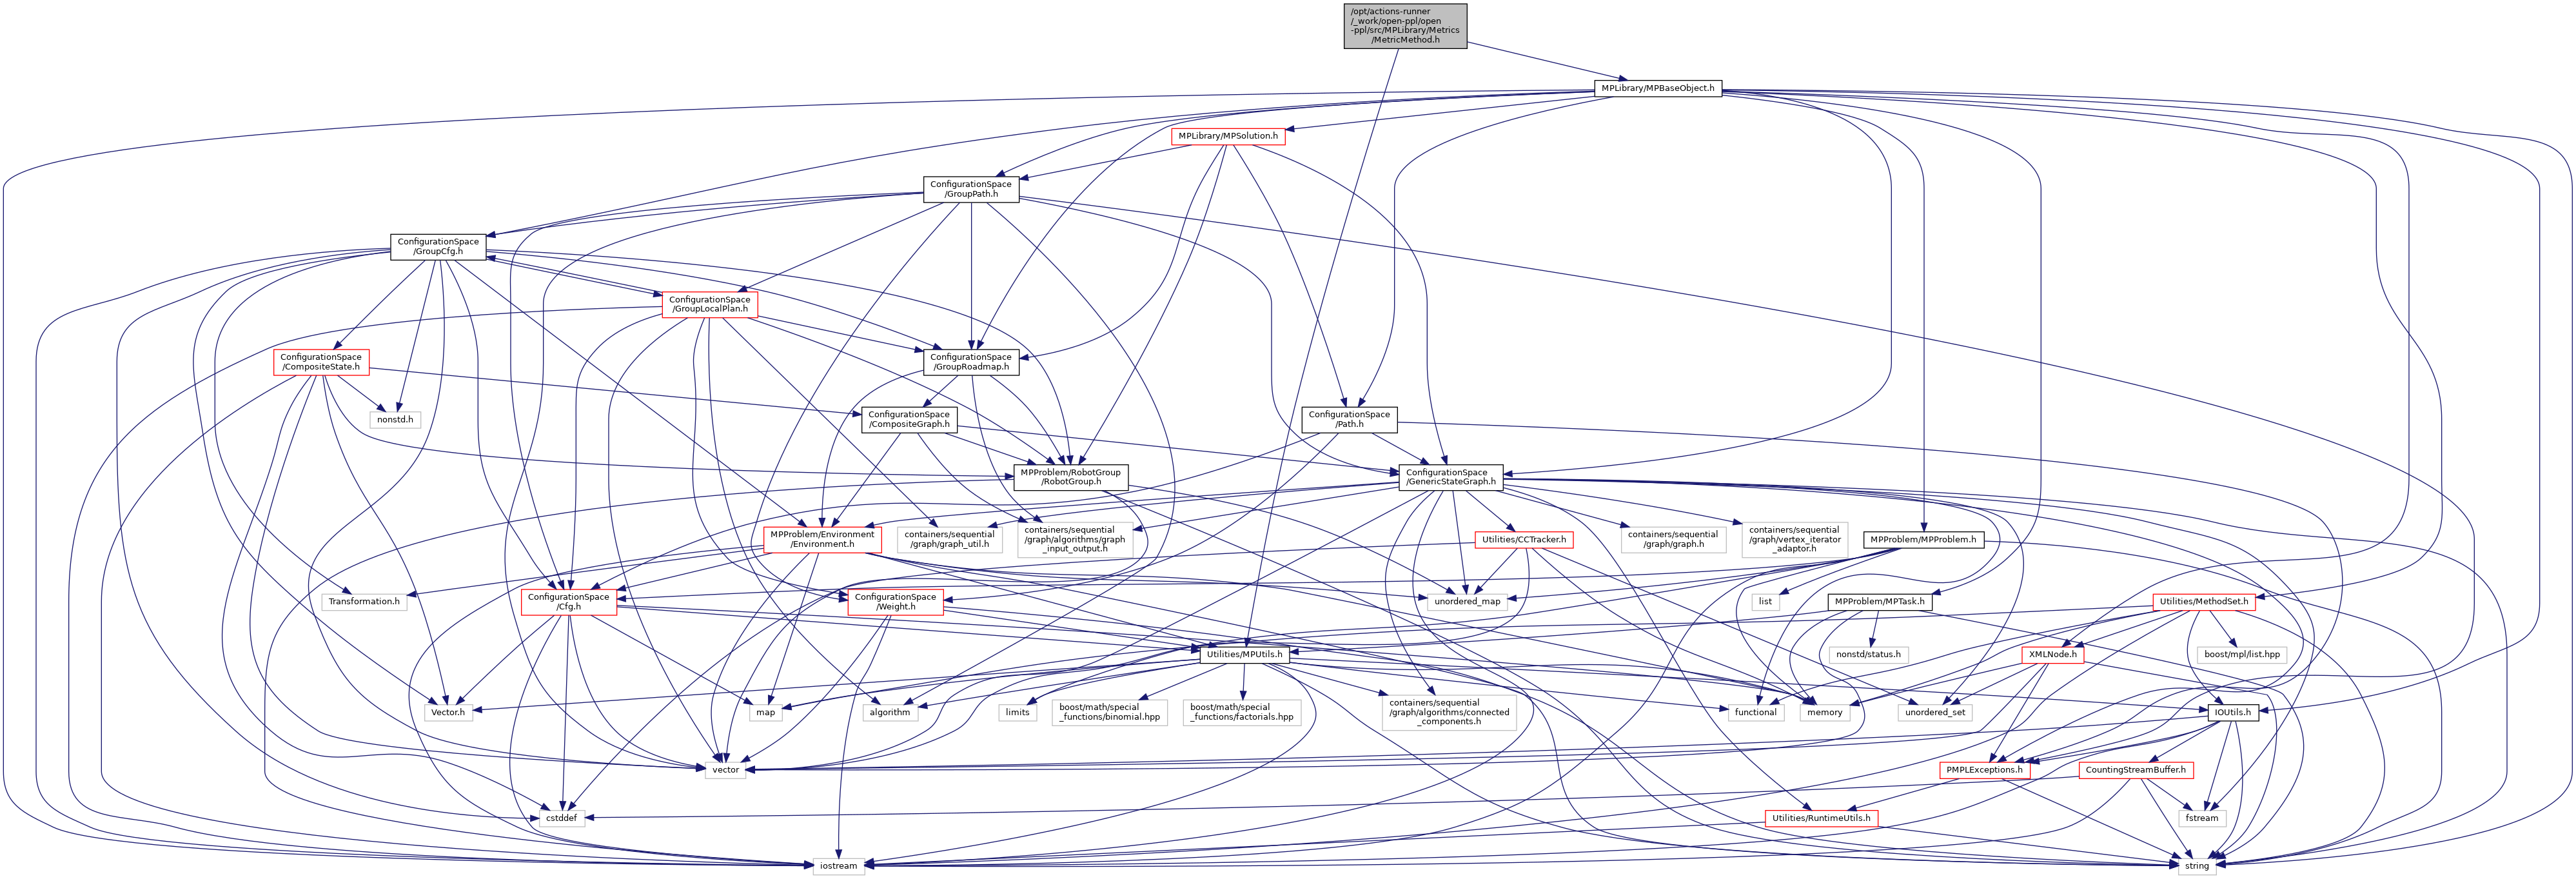 /opt/actions-runner
/_work/open-ppl/open
-ppl/src/MPLibrary/Metrics
/MetricMethod.h
MPLibrary/MPBaseObject.h
MPLibrary/MPSolution.h
ConfigurationSpace
/GroupPath.h
ConfigurationSpace
/GroupCfg.h
ConfigurationSpace
/GroupLocalPlan.h
ConfigurationSpace
/CompositeState.h
ConfigurationSpace
/GroupRoadmap.h
nonstd.h
ConfigurationSpace
/CompositeGraph.h
ConfigurationSpace
/Path.h
MPProblem/RobotGroup
/RobotGroup.h
ConfigurationSpace
/GenericStateGraph.h
MPProblem/Environment
/Environment.h
containers/sequential
/graph/graph_util.h
containers/sequential
/graph/algorithms/graph
_input_output.h
Utilities/CCTracker.h
containers/sequential
/graph/graph.h
containers/sequential
/graph/vertex_iterator
_adaptor.h
MPProblem/MPProblem.h
Transformation.h
ConfigurationSpace
/Cfg.h
ConfigurationSpace
/Weight.h
unordered_map
list
MPProblem/MPTask.h
Utilities/MethodSet.h
Utilities/MPUtils.h
nonstd/status.h
XMLNode.h
boost/mpl/list.hpp
Vector.h
map
algorithm
limits
boost/math/special
_functions/binomial.hpp
boost/math/special
_functions/factorials.hpp
containers/sequential
/graph/algorithms/connected
_components.h
functional
memory
unordered_set
IOUtils.h
vector
PMPLExceptions.h
CountingStreamBuffer.h
cstddef
Utilities/RuntimeUtils.h
fstream
iostream
string